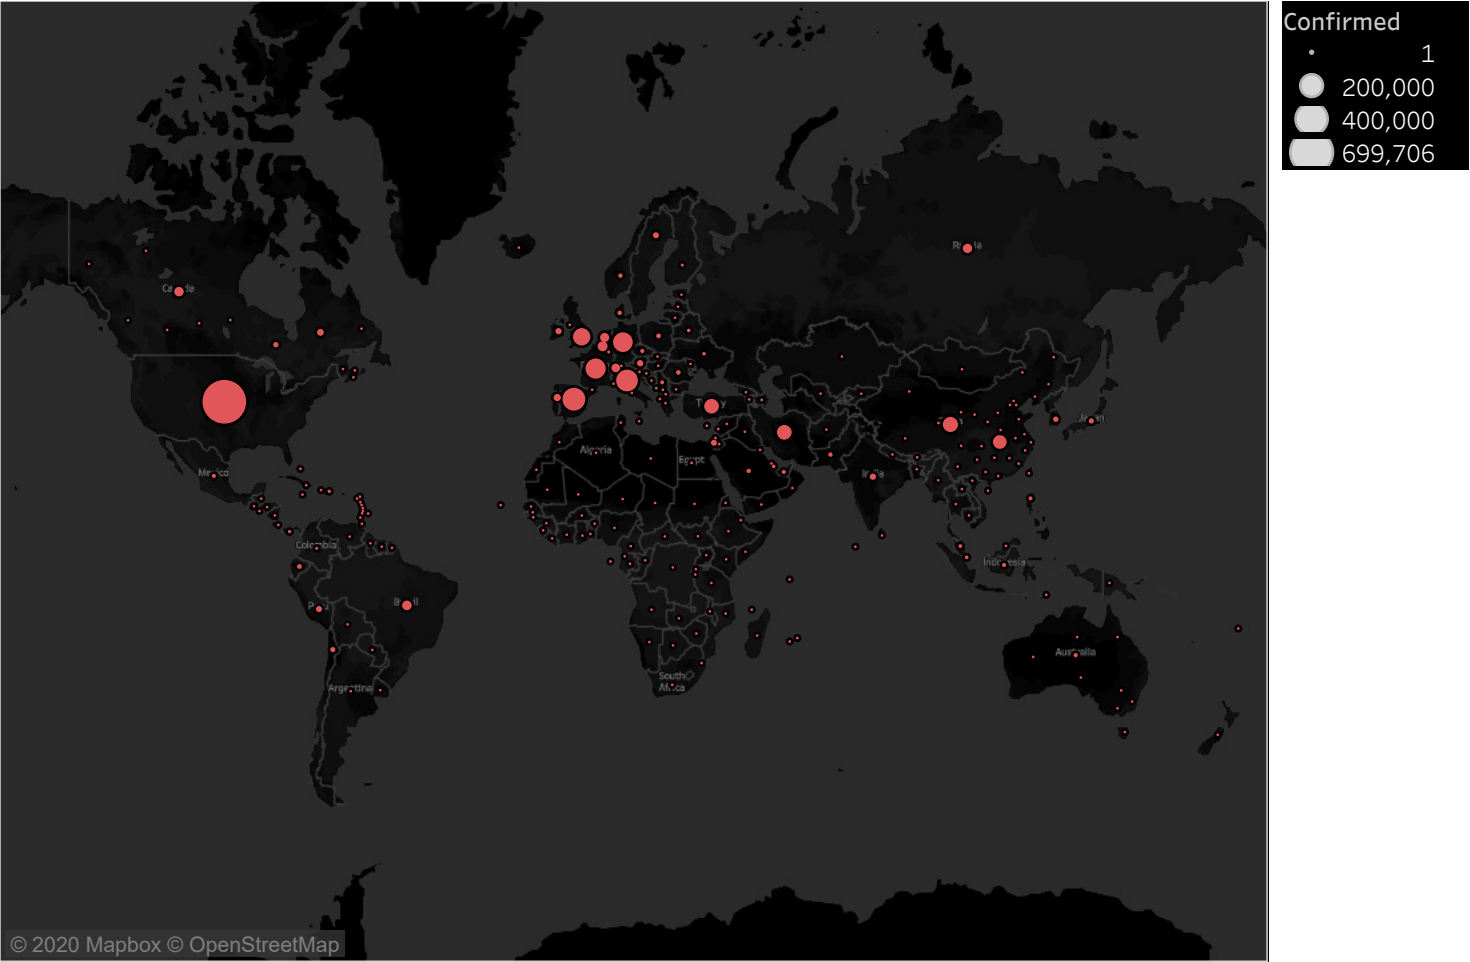 Confirmed
1
200,000
400,000
699,706
Algeria
Egypt
Mexico
Colombia
Indonesia
Australia
South
Africa
Argentina
© 2020 Mapbox © OpenStreetMap